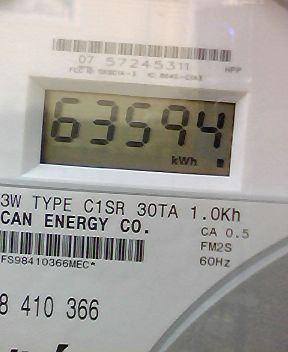 07 57245311
HPP
63594
kWh
3W TYPE C1SR 30TA 1.0Kh
CAN ENERGY CO.
CA 0.5
FM2S
FS98410366MEC*
60Hz
8 410 366